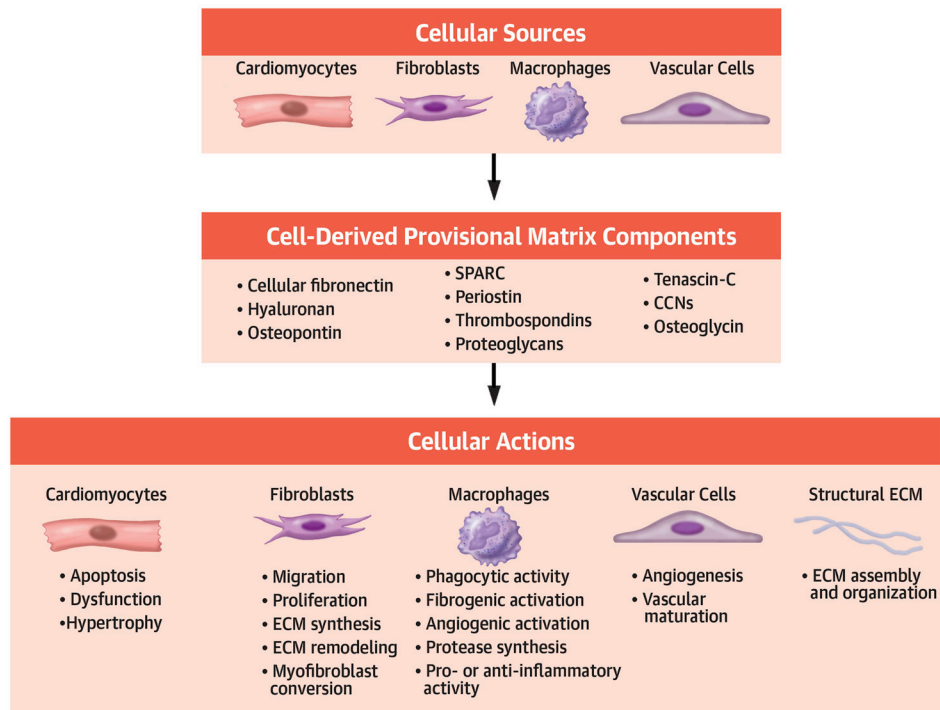 Cellular Sources
Cardiomyocytes
Fibroblasts
Macrophages
Vascular Cells
Cell-Derived Provisional Matrix Components
• Cellular fibronectin
• Hyaluronan
• Osteopontin
• SPARC
• Periostin
• Thrombospondins
• Proteoglycans
• Tenascin-C
• CCNs
• Osteoglycin
Cellular Actions
Cardiomyocytes
• Apoptosis
• Dysfunction
•Hypertrophy
Fibroblasts
• Migration
• Proliferation
• ECM synthesis
• ECM remodeling
• Myofibroblast
conversion
Macrophages
• Phagocytic activity
• Fibrogenic activation
• Angiogenic activation
• Protease synthesis
• Pro- or anti-inflammatory
activity
Vascular Cells
• Angiogenesis
• Vascular
maturation
Structural ECM
• ECM assembly
and organization